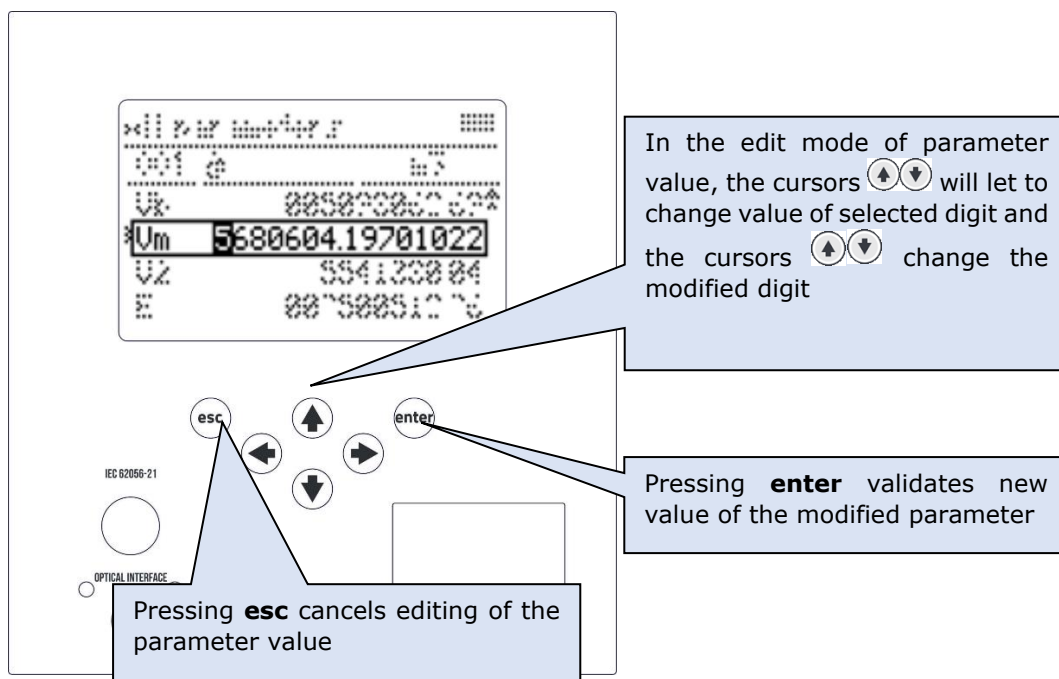 Vm 5680604.19701022
In the edit mode of parameter
value, the cursors will let to
change value of selected digit and
the cursors change the
modified digit
esc
enter
IEC 62056-21
Pressing enter validates new
value of the modified parameter
OPTICAL INTERFACE
Pressing esc cancels editing of the
parameter value